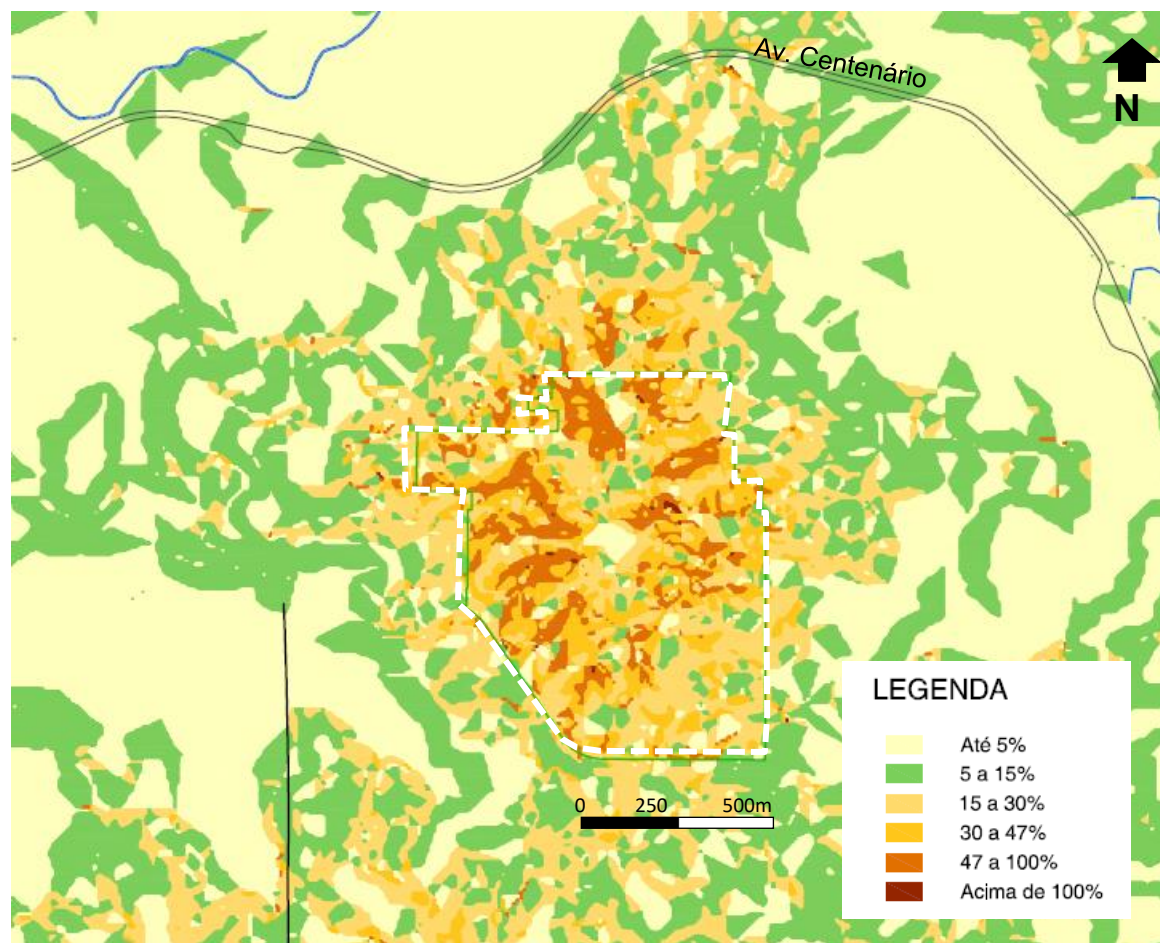 Av. Centenário
N
LEGENDA
Até 5%
5 a 15%
15 a 30%
30 a 47%
47 a 100%
Acima de 100%
0 250 500m